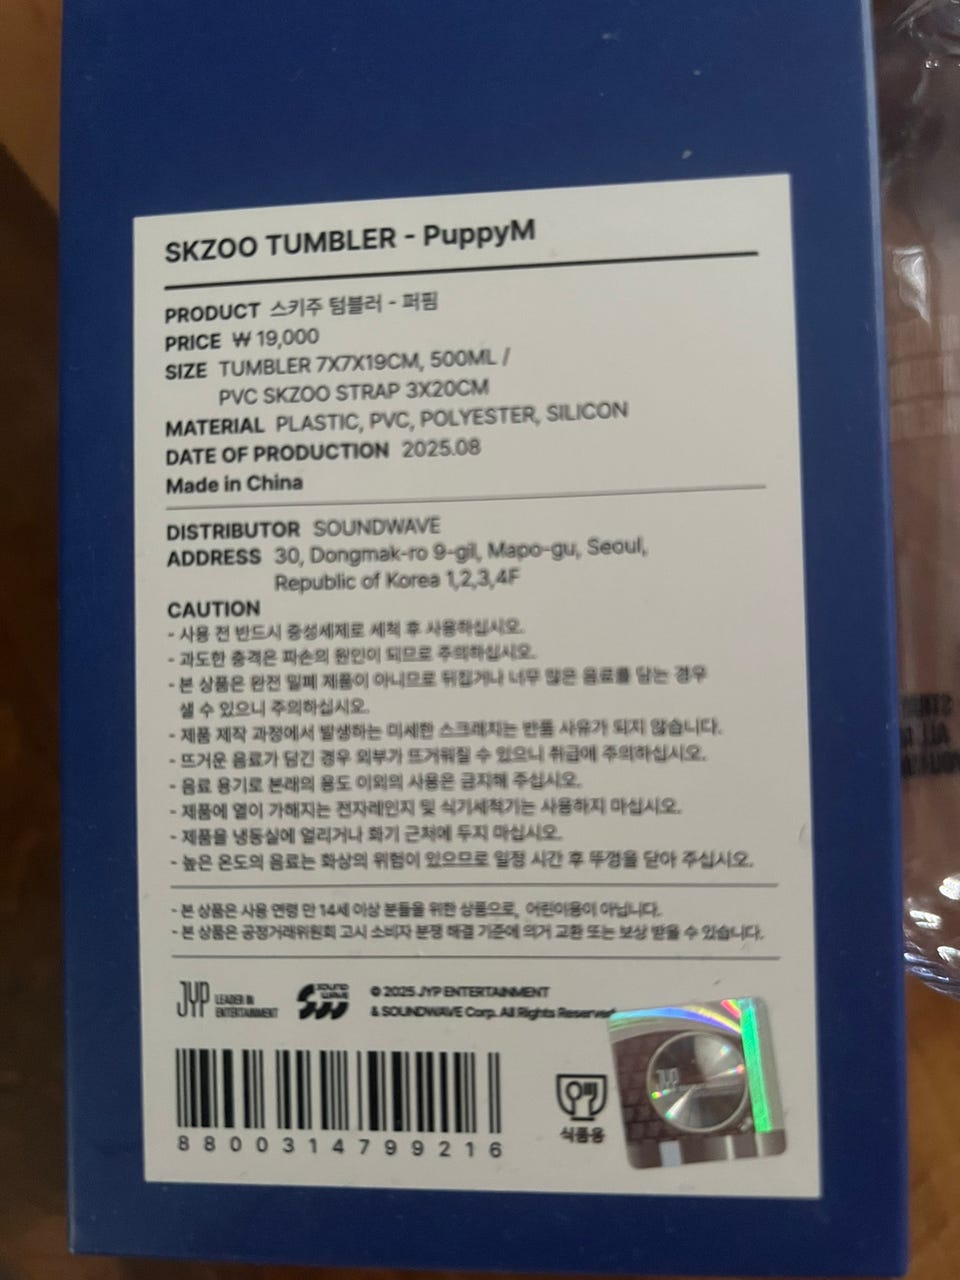 SKZOO TUMBLER - PuppyM
PRODUCT 스키주 텀블러 - 퍼핌
PRICE ₩ 19,000
SIZE TUMBLER 7X7X19CM, 500ML /
PVC SKZOO STRAP 3X20CM
MATERIAL PLASTIC, PVC, POLYESTER, SILICON
DATE OF PRODUCTION 2025.08
Made in China
DISTRIBUTOR SOUNDWAVE
ADDRESS 30, Dongmak-ro 9-gil, Mapo-gu, Seoul,
Republic of Korea 1,2,3,4F
CAUTION
- 사용 전 반드시 중성세제로 세척 후 사용하십시오.
- 과도한 충격은 파손의 원인이 되므로 주의하십시오.
- 본 상품은 완전 밀폐 제품이 아니므로 뒤집거나 너무 많은 음료를 담는 경우
샐 수 있으니 주의하십시오.
- 제품 제작 과정에서 발생하는 미세한 스크래치는 반품 사유가 되지 않습니다.
- 뜨거운 음료가 담긴 경우 외부가 뜨거워질 수 있으니 취급에 주의하십시오.
- 음료 용기로 본래의 용도 이외의 사용은 금지해 주십시오.
- 제품에 열이 가해지는 전자레인지 및 식기세척기는 사용하지 마십시오.
- 제품을 냉동실에 얼리거나 화기 근처에 두지 마십시오.
- 높은 온도의 음료는 화상의 위험이 있으므로 일정 시간 후 뚜껑을 닫아 주십시오.
- 본 상품은 사용 연령 만 14세 이상 분들을 위한 상품으로, 어린이용이 아닙니다.
- 본 상품은 공정거래위원회 고시 소비자 분쟁 해결 기준에 의거 교환 또는 보상 받을 수 있습니다.
JYP LEADER IN
ENTERTAINMENT
SOUND
WAVE
© 2025 JYP ENTERTAINMENT
& SOUNDWAVE Corp. All Rights Reserved
JYP
8800314799216
식품용